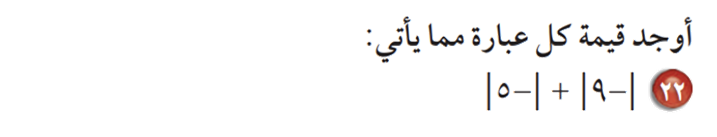 أوجد قيمة كل عبارة مما يأتي:
٢٢ |−٩| + |−٥|